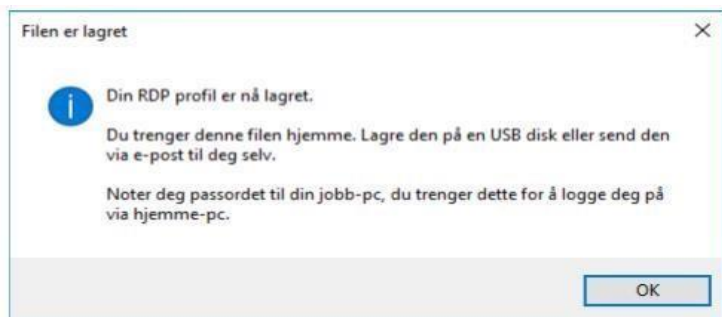 Filen er lagret
Din RDP profil er nå lagret.
Du trenger denne filen hjemme. Lagre den på en USB disk eller send den
via e-post til deg selv.
Noter deg passordet til din jobb-pc, du trenger dette for å logge deg på
via hjemme-pc.
OK